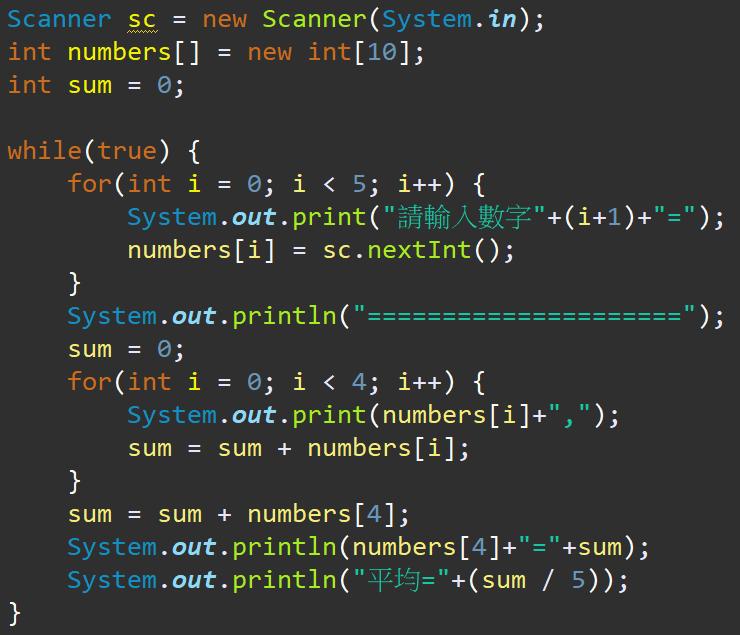 Scanner sc = new Scanner(System.in);
int numbers[] = new int[10];
int sum = 0;

while(true) {
    for(int i = 0; i < 5; i++) {
        System.out.print("請輸入數字"+(i+1)+"=");
        numbers[i] = sc.nextInt();
    }
    System.out.println("=====================");
    sum = 0;
    for(int i = 0; i < 4; i++) {
        System.out.print(numbers[i]+",");
        sum = sum + numbers[i];
    }
    sum = sum + numbers[4];
    System.out.println(numbers[4]+"="+sum);
    System.out.println("平均="+(sum / 5));
}